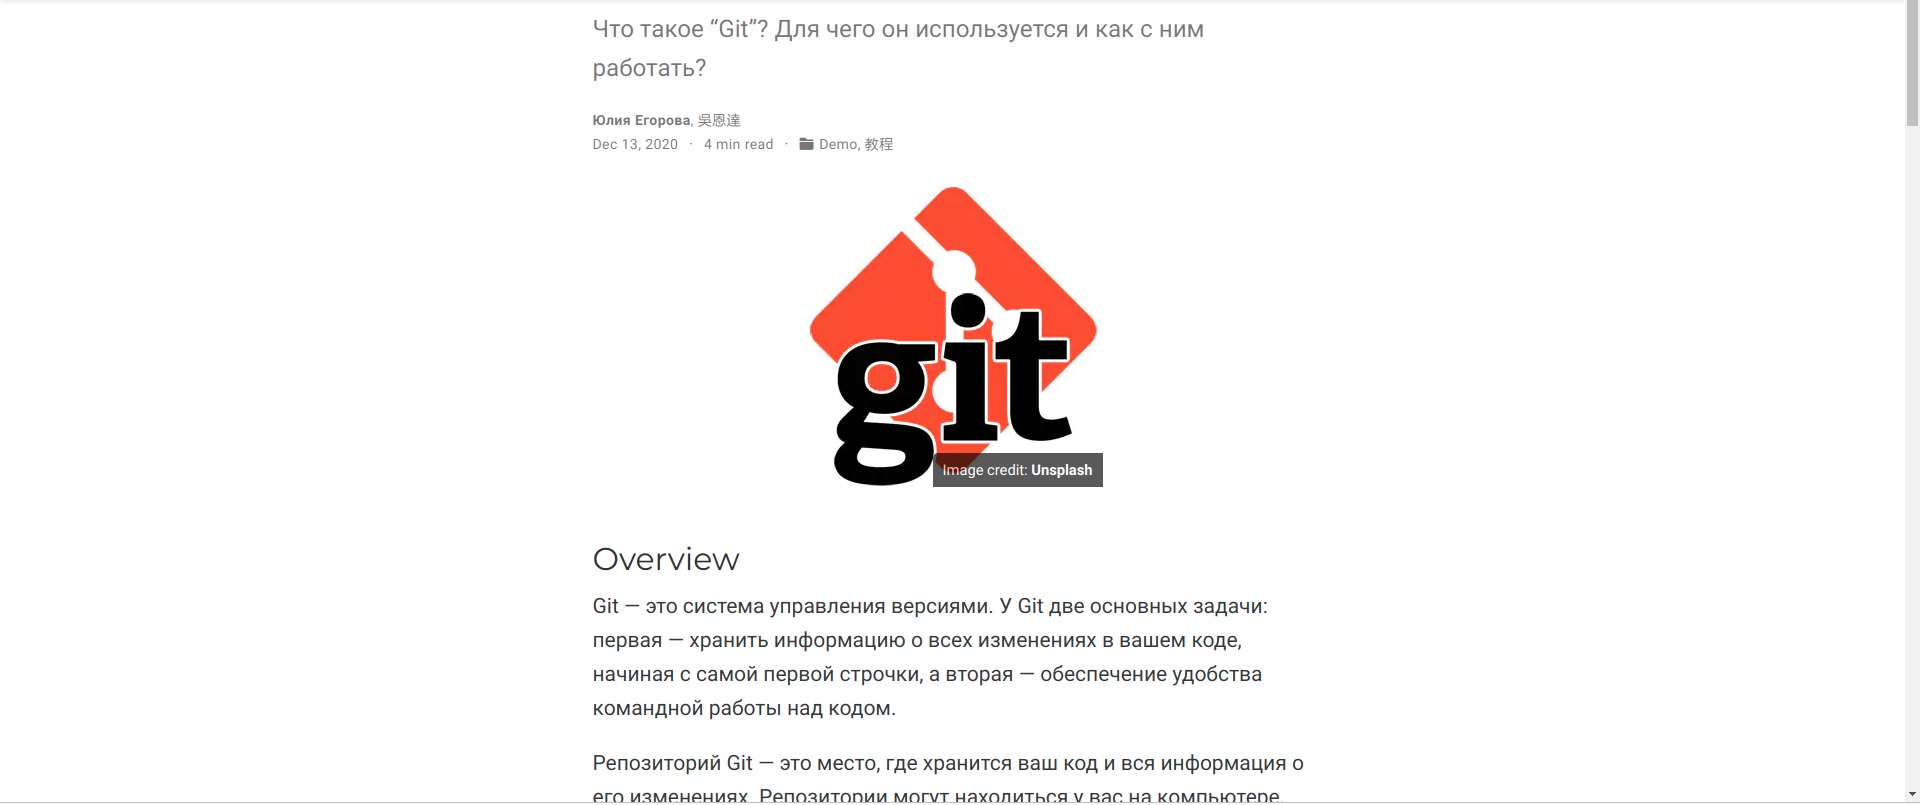 Что такое “Git”? Для чего он используется и как с ним
работать?
Юлия Егорова, 吳恩達
Dec 13, 2020 · 4 min read · Demo, 教程
git
Image credit: Unsplash
Overview
Git — это система управления версиями. У Git две основных задачи:
первая — хранить информацию о всех изменениях в вашем коде,
начиная с самой первой строчки, а вторая — обеспечение удобства
командной работы над кодом.
Репозиторий Git — это место, где хранится ваш код и вся информация о
его изменениях. Репозитории могут находиться у вас на компьютере,